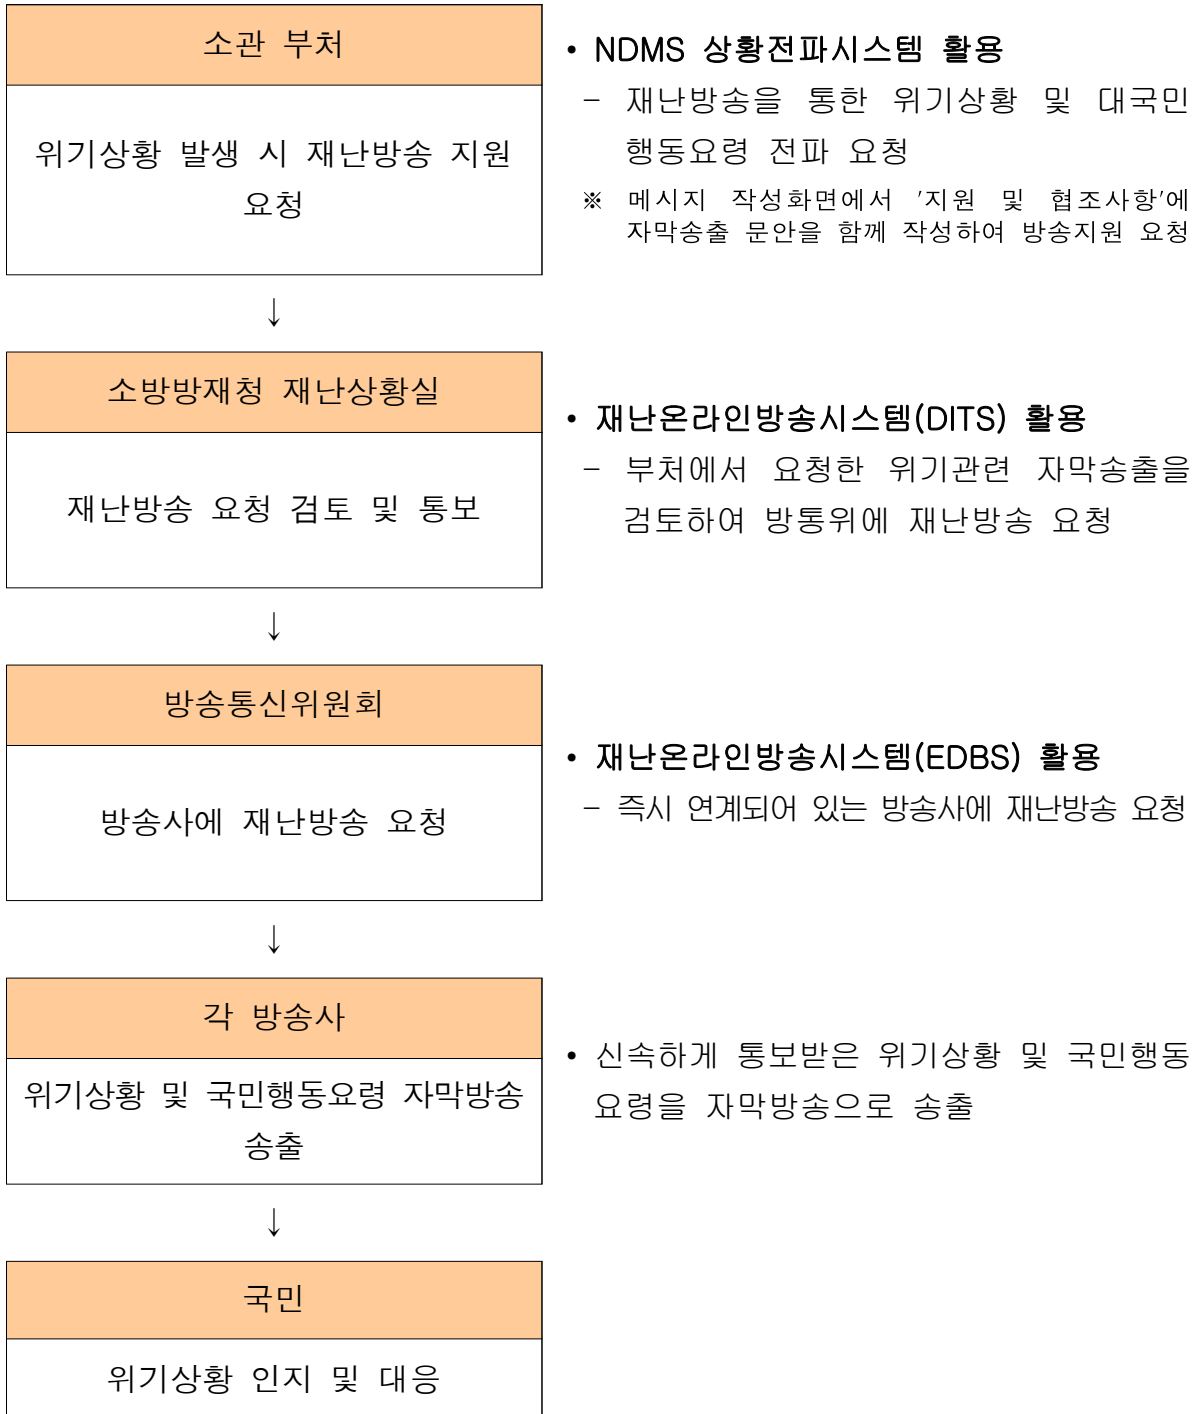 소관 부처
위기상황 발생 시 재난방송 지원
요청
• NDMS 상황전파시스템 활용
- 재난방송을 통한 위기상황 및 대국민
행동요령 전파 요청
※ 메시지 작성화면에서 '지원 및 협조사항'에
자막송출 문안을 함께 작성하여 방송지원 요청
↓
소방방재청 재난상황실
재난방송 요청 검토 및 통보
• 재난온라인방송시스템(DITS) 활용
- 부처에서 요청한 위기관련 자막송출을
검토하여 방통위에 재난방송 요청
↓
방송통신위원회
방송사에 재난방송 요청
• 재난온라인방송시스템(EDBS) 활용
- 즉시 연계되어 있는 방송사에 재난방송 요청
↓
각 방송사
위기상황 및 국민행동요령 자막방송
송출
• 신속하게 통보받은 위기상황 및 국민행동
요령을 자막방송으로 송출
↓
국민
위기상황 인지 및 대응